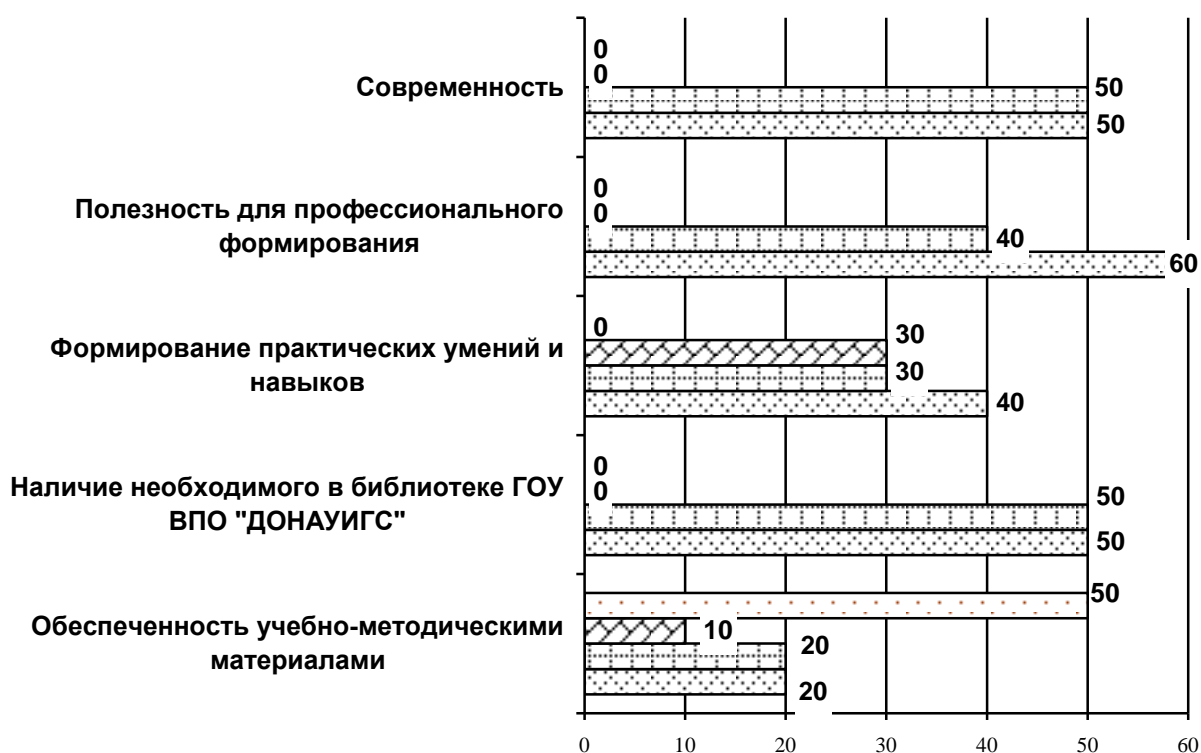 0
0
Современность
50
50
0
0
Полезность для профессионального
формирования
40
60
0
30
Формирование практических умений и
навыков
30
40
0
0
Наличие необходимого в библиотеке ГОУ
ВПО "ДОНАУИГС"
50
50
50
Обеспеченность учебно-методическими
материалами
10
20
20
0 10 20 30 40 50 60